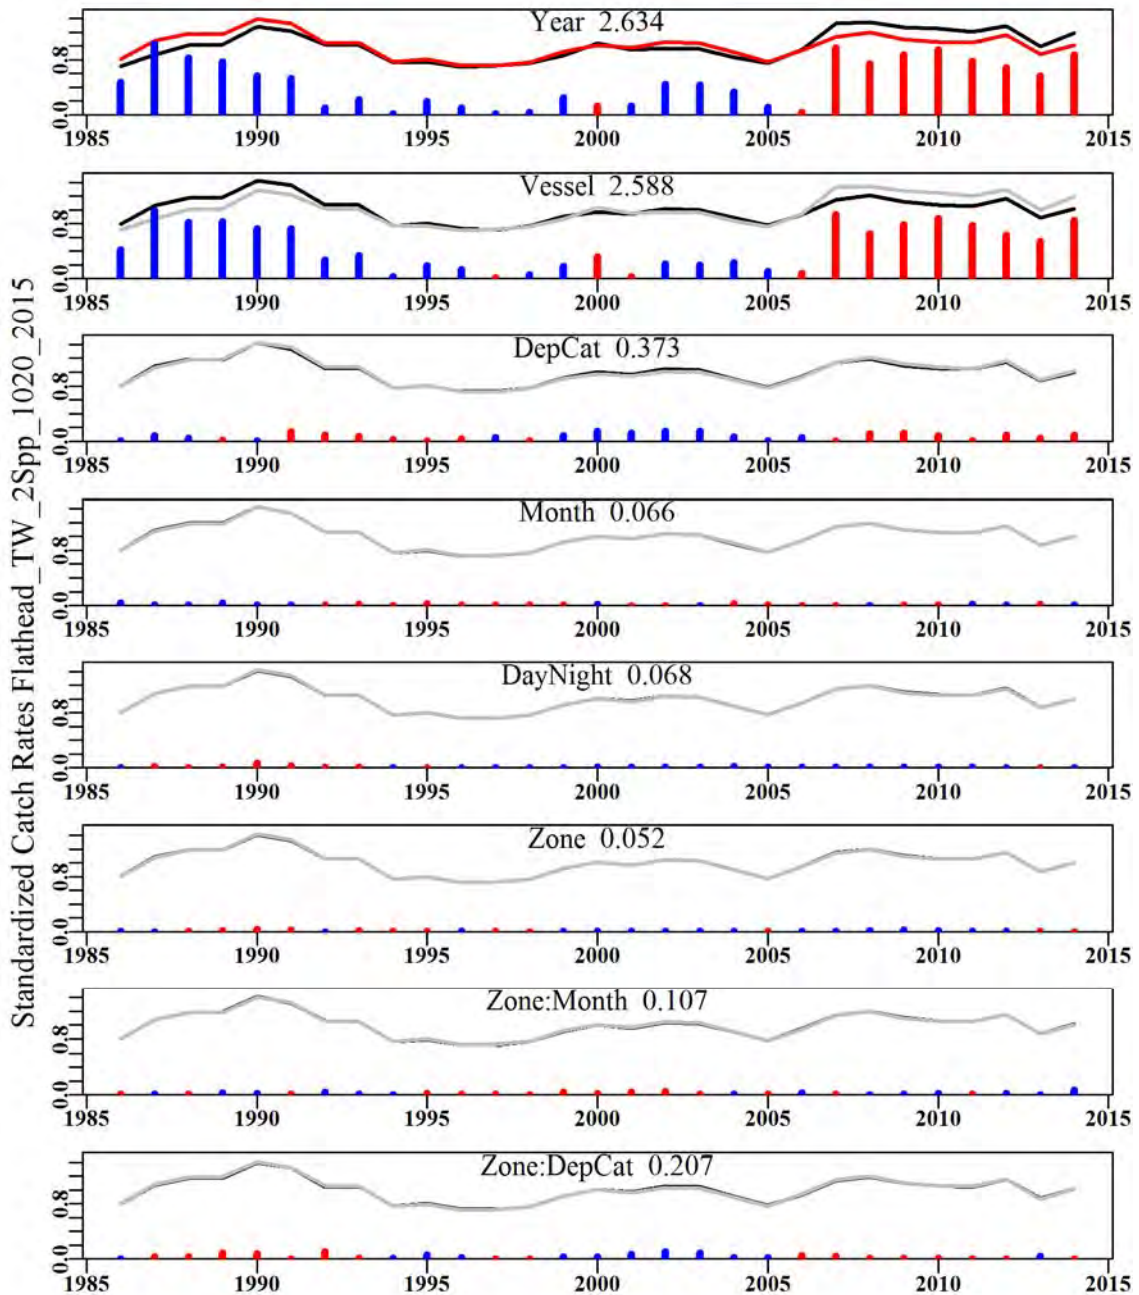 Standardized Catch Rates Flathead_TW_2Spp_1020_2015
Year 2.634
0.8
0.0
1985 1990 1995 2000 2005 2010 2015
Vessel 2.588
0.8
0.0
1985 1990 1995 2000 2005 2010 2015
DepCat 0.373
0.8
0.0
1985 1990 1995 2000 2005 2010 2015
Month 0.066
0.8
0.0
1985 1990 1995 2000 2005 2010 2015
DayNight 0.068
0.8
0.0
1985 1990 1995 2000 2005 2010 2015
Zone 0.052
0.8
0.0
1985 1990 1995 2000 2005 2010 2015
Zone:Month 0.107
0.8
0.0
1985 1990 1995 2000 2005 2010 2015
Zone:DepCat 0.207
0.8
0.0
1985 1990 1995 2000 2005 2010 2015